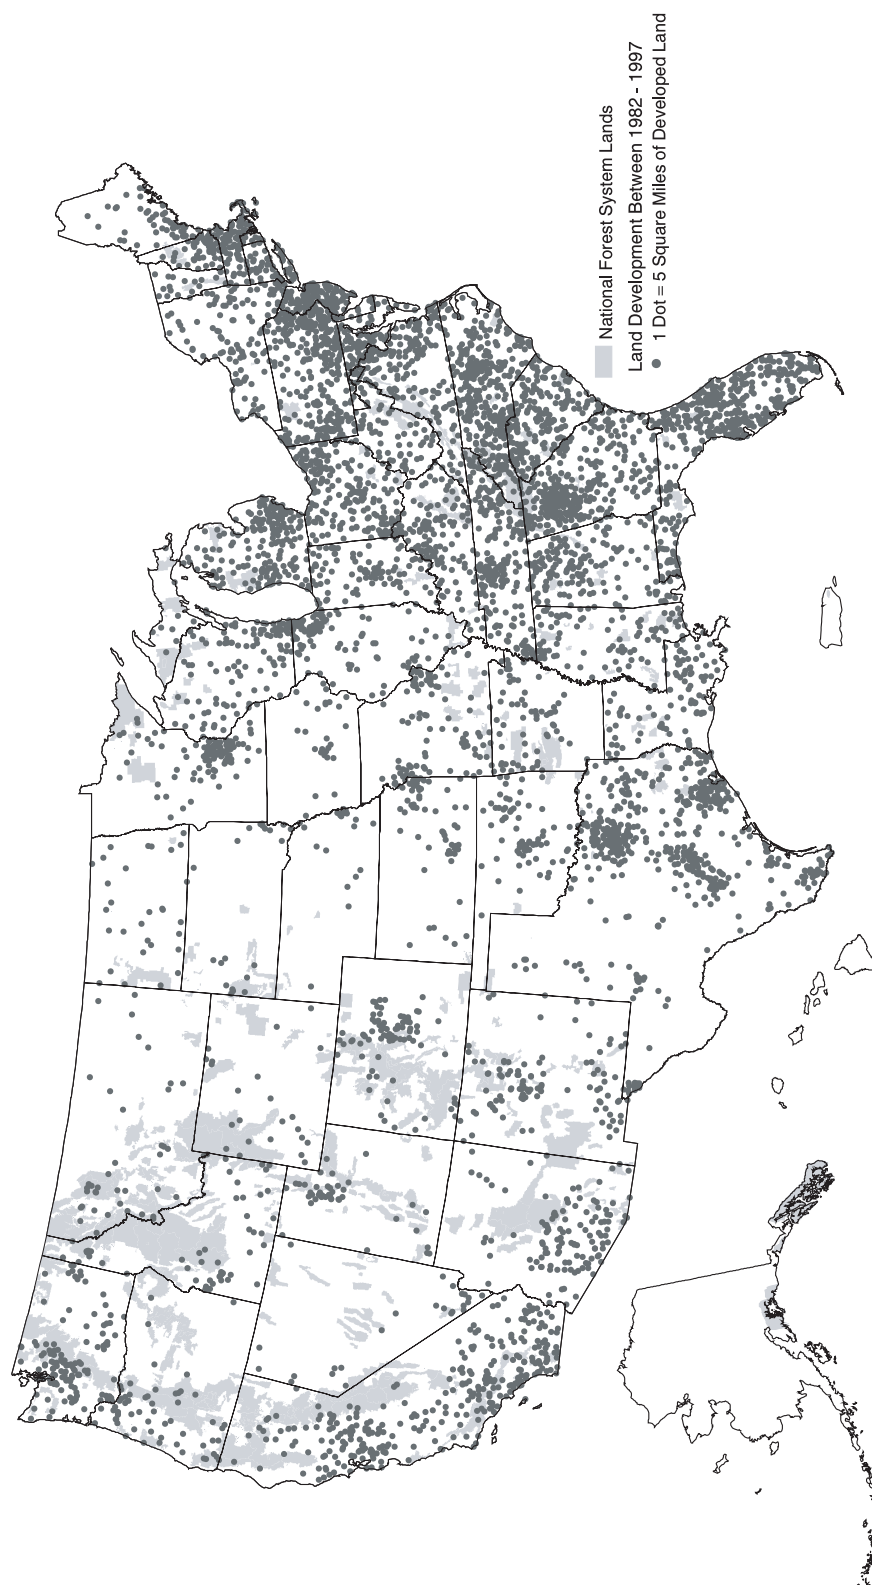 National Forest System Lands
Land Development Between 1982 - 1997
1 Dot = 5 Square Miles of Developed Land